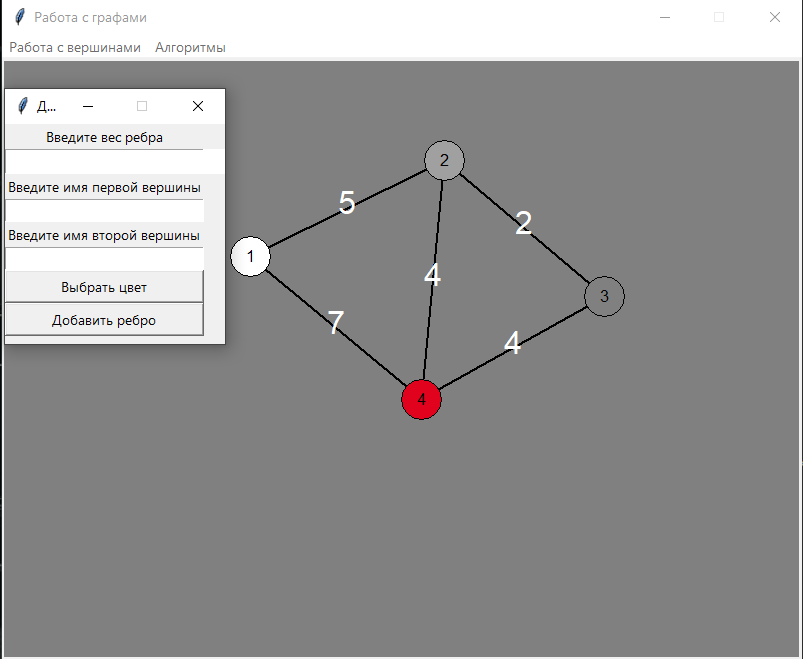 Работа с графами
Работа с вершинами Алгоритмы
Д...
Введите вес ребра
Введите имя первой вершины
Введите имя второй вершины
Выбрать цвет
Добавить ребро
2
5
2
1
4
3
7
4
4